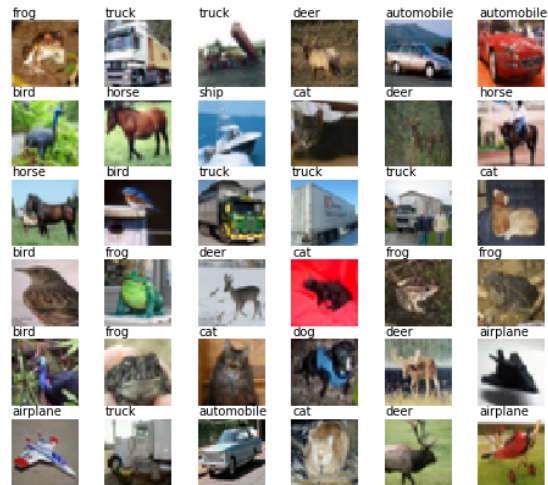 frog truck truck deer automobile automobile
bird horse ship cat deer horse
horse bird truck truck truck cat
bird frog deer cat frog frog
bird frog cat dog deer airplane
airplane truck automobile cat deer airplane